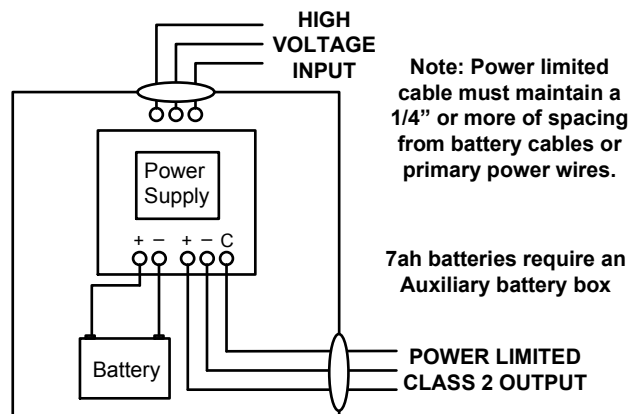 HIGH
VOLTAGE
INPUT
Note: Power limited
cable must maintain a
1/4” or more of spacing
from battery cables or
primary power wires.
Power
Supply
+ – + – C
7ah batteries require an
Auxiliary battery box
Battery
POWER LIMITED
CLASS 2 OUTPUT